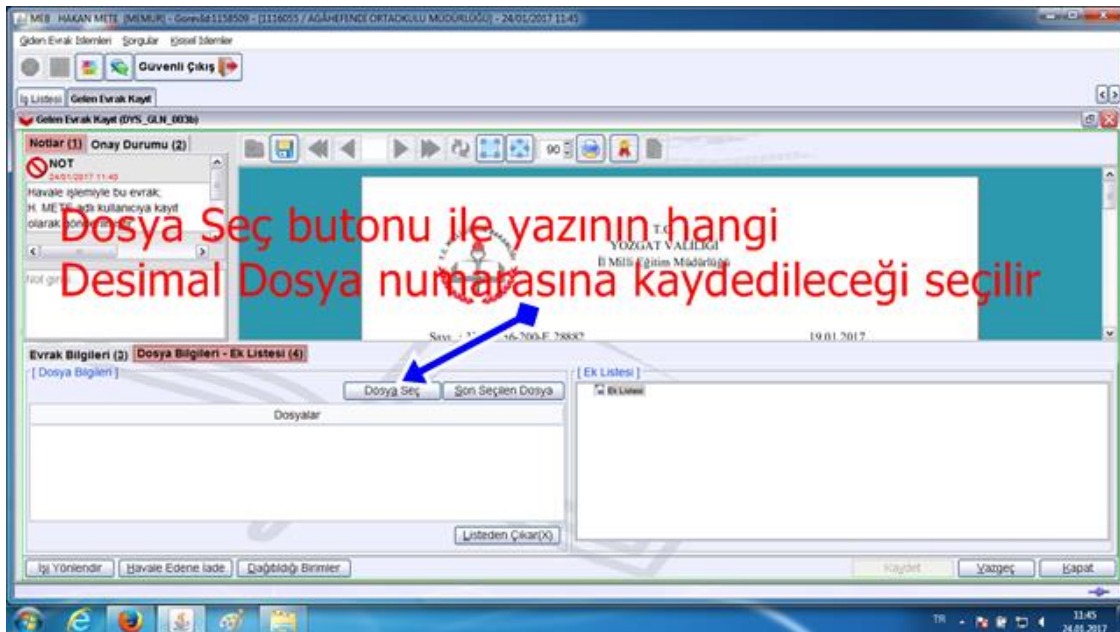 MEB HAKAN METE [MEMUR] - GorevId:1158509 - [1116055 / AGÂHEFENDİ ORTAOKULU MÜDÜRLÜĞÜ] - 24/01/2017 11:45
Giden Evrak İşlemleri Sorgular Kişisel İşlemler
Güvenli Çıkış
İş Listesi Gelen Evrak Kayıt
Gelen Evrak Kayıt (DYS_GLN_003b)
Notlar (1) Onay Durumu (2)
90
NOT
24/01/2017 11:40
Havale işlemiyle bu evrak,
H. METE adlı kullanıcıya kayıt
olarak
Dosya Seç butonu ile yazının hangi
Desimal Dosya numarasına kaydedileceği seçilir
T.C.
YOZGAT VALİLİĞİ
İl Milli Eğitim Müdürlüğü
Not
19.01.2017
Evrak Bilgileri (3) Dosya Bilgileri - Ek Listesi (4)
[ Dosya Bilgileri ]
[ Ek Listesi ]
Dosya Seç Son Seçilen Dosya
Ek Listesi
Dosyalar
Listeden Çıkar(X)
İşi Yönlendir Havale Edene İade Dağıtıldığı Birimler Kaydet Vazgeç Kapat
TR
11:45
24.01.2017